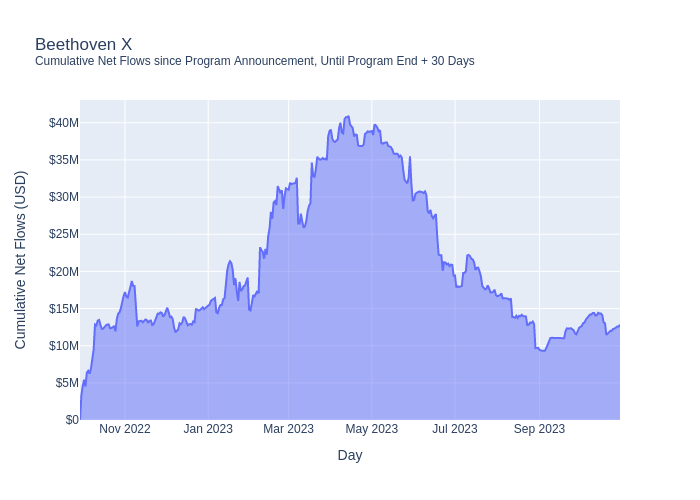 Beethoven X
Cumulative Net Flows since Program Announcement, Until Program End + 30 Days
Cumulative Net Flows (USD)
$40M
$35M
$30M
$25M
$20M
$15M
$10M
$5M
$0
Nov 2022 Jan 2023 Mar 2023 May 2023 Jul 2023 Sep 2023
Day